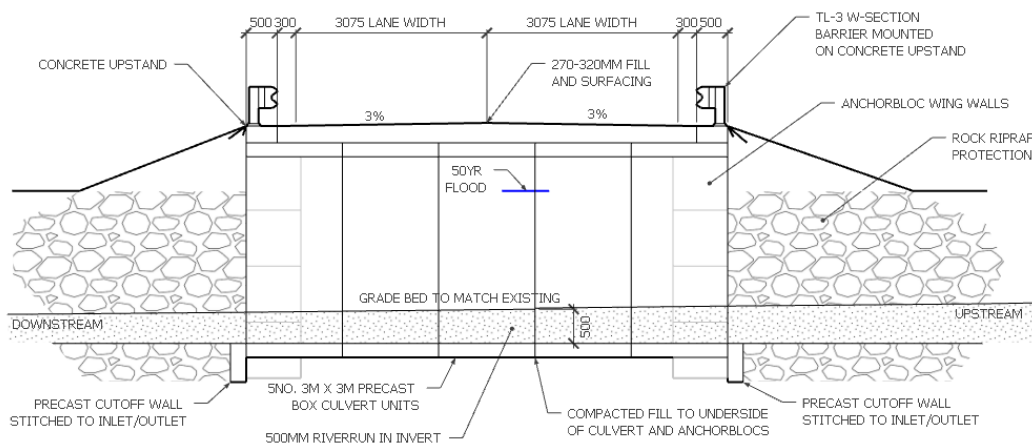 500 300 3075 LANE WIDTH 3075 LANE WIDTH 300 500
TL-3 W-SECTION
BARRIER MOUNTED
ON CONCRETE UPSTAND
CONCRETE UPSTAND
270-320MM FILL
AND SURFACING
3% 3%
ANCHORBLOC WING WALLS
ROCK RIPRAP
PROTECTION
50YR
FLOOD
GRADE BED TO MATCH EXISTING
500
DOWNSTREAM
UPSTREAM
PRECAST CUTOFF WALL
STITCHED TO INLET/OUTLET
5NO. 3M X 3M PRECAST
BOX CULVERT UNITS
500MM RIVERRUN IN INVERT
COMPACTED FILL TO UNDERSIDE
OF CULVERT AND ANCHORBLOCS
PRECAST CUTOFF WALL
STITCHED TO INLET/OUTLET